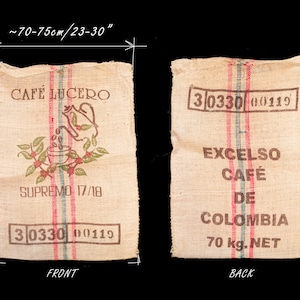 ~70-75cm/23-30"
CAFÉ LUCERO
SUPREMO 17/18
3 0330 00119
FRONT
3 0330 00119
EXCELSO
CAFÉ
DE
COLOMBIA
70 kg. NET
BACK